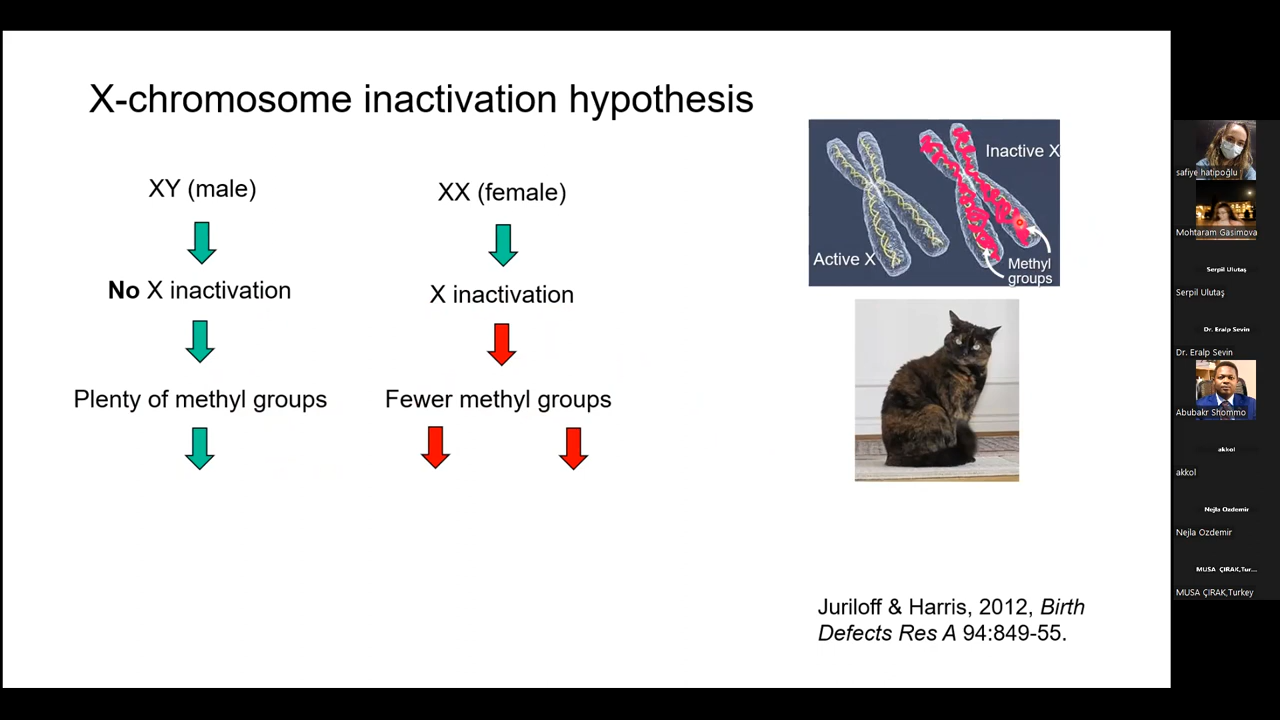 X-chromosome inactivation hypothesis
XY (male)
XX (female)
No X inactivation
X inactivation
Plenty of methyl groups
Fewer methyl groups
Inactive X
Active X
Methyl
groups
Juriloff & Harris, 2012, Birth
Defects Res A 94:849-55.
safiye hatipoğlu
Mohtaram Gasimova
Serpil Ulutaş
Serpil Ulutaş
Dr. Eralp Sevin
Dr. Eralp Sevin
Abubakr Shommo
akkol
akkol
Nejla Ozdemir
Nejla Ozdemir
MUSA ÇIRAK,Tur...
MUSA ÇIRAK,Turkey